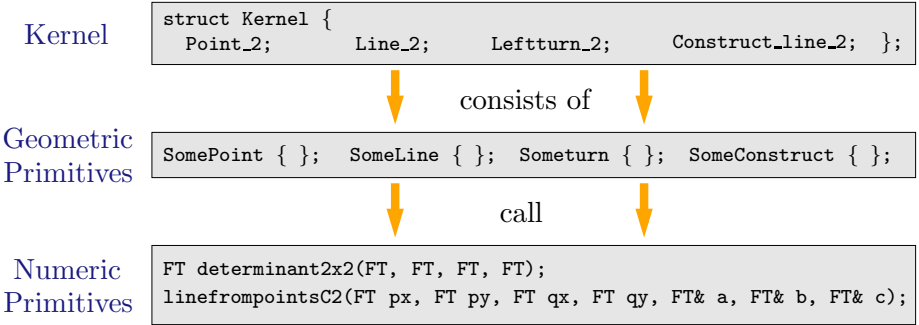 Kernel
struct Kernel {
Point_2; Line_2; Leftturn_2; Construct_line_2; };
consists of
Geometric
Primitives
SomePoint { }; SomeLine { }; Someturn { }; SomeConstruct { };
call
Numeric
Primitives
FT determinant2x2(FT, FT, FT, FT);
linefrompointsC2(FT px, FT py, FT qx, FT qy, FT& a, FT& b, FT& c);